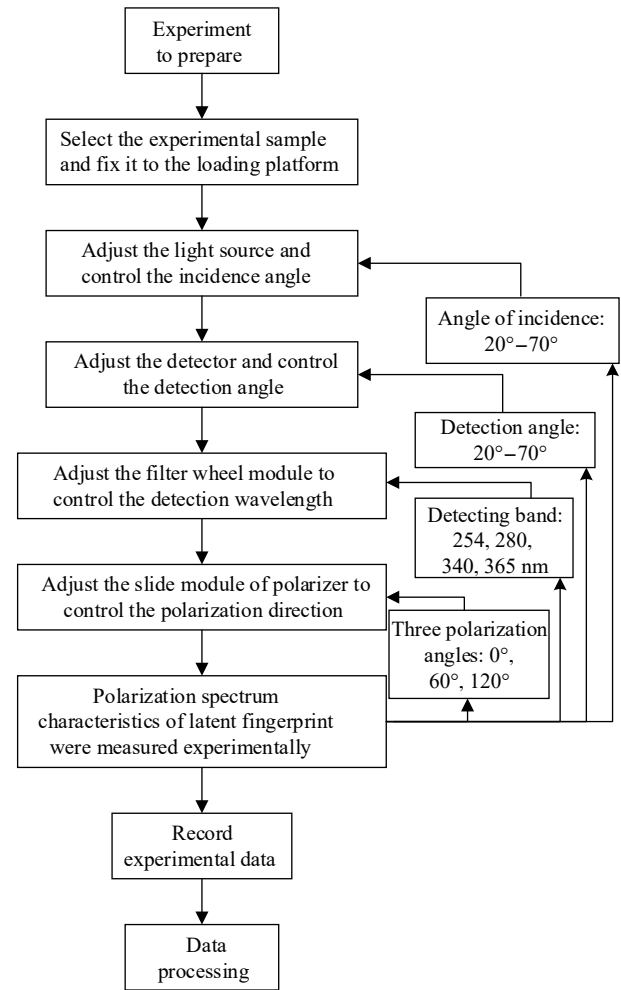 Experiment
to prepare
Select the experimental sample
and fix it to the loading platform
Adjust the light source and
control the incidence angle
Angle of incidence:
20°−70°
Adjust the detector and control
the detection angle
Detection angle:
20°−70°
Adjust the filter wheel module to
control the detection wavelength
Detecting band:
254, 280,
340, 365 nm
Adjust the slide module of polarizer to
control the polarization direction
Three polarization
angles: 0°,
60°, 120°
Polarization spectrum
characteristics of latent fingerprint
were measured experimentally
Record
experimental data
Data
processing